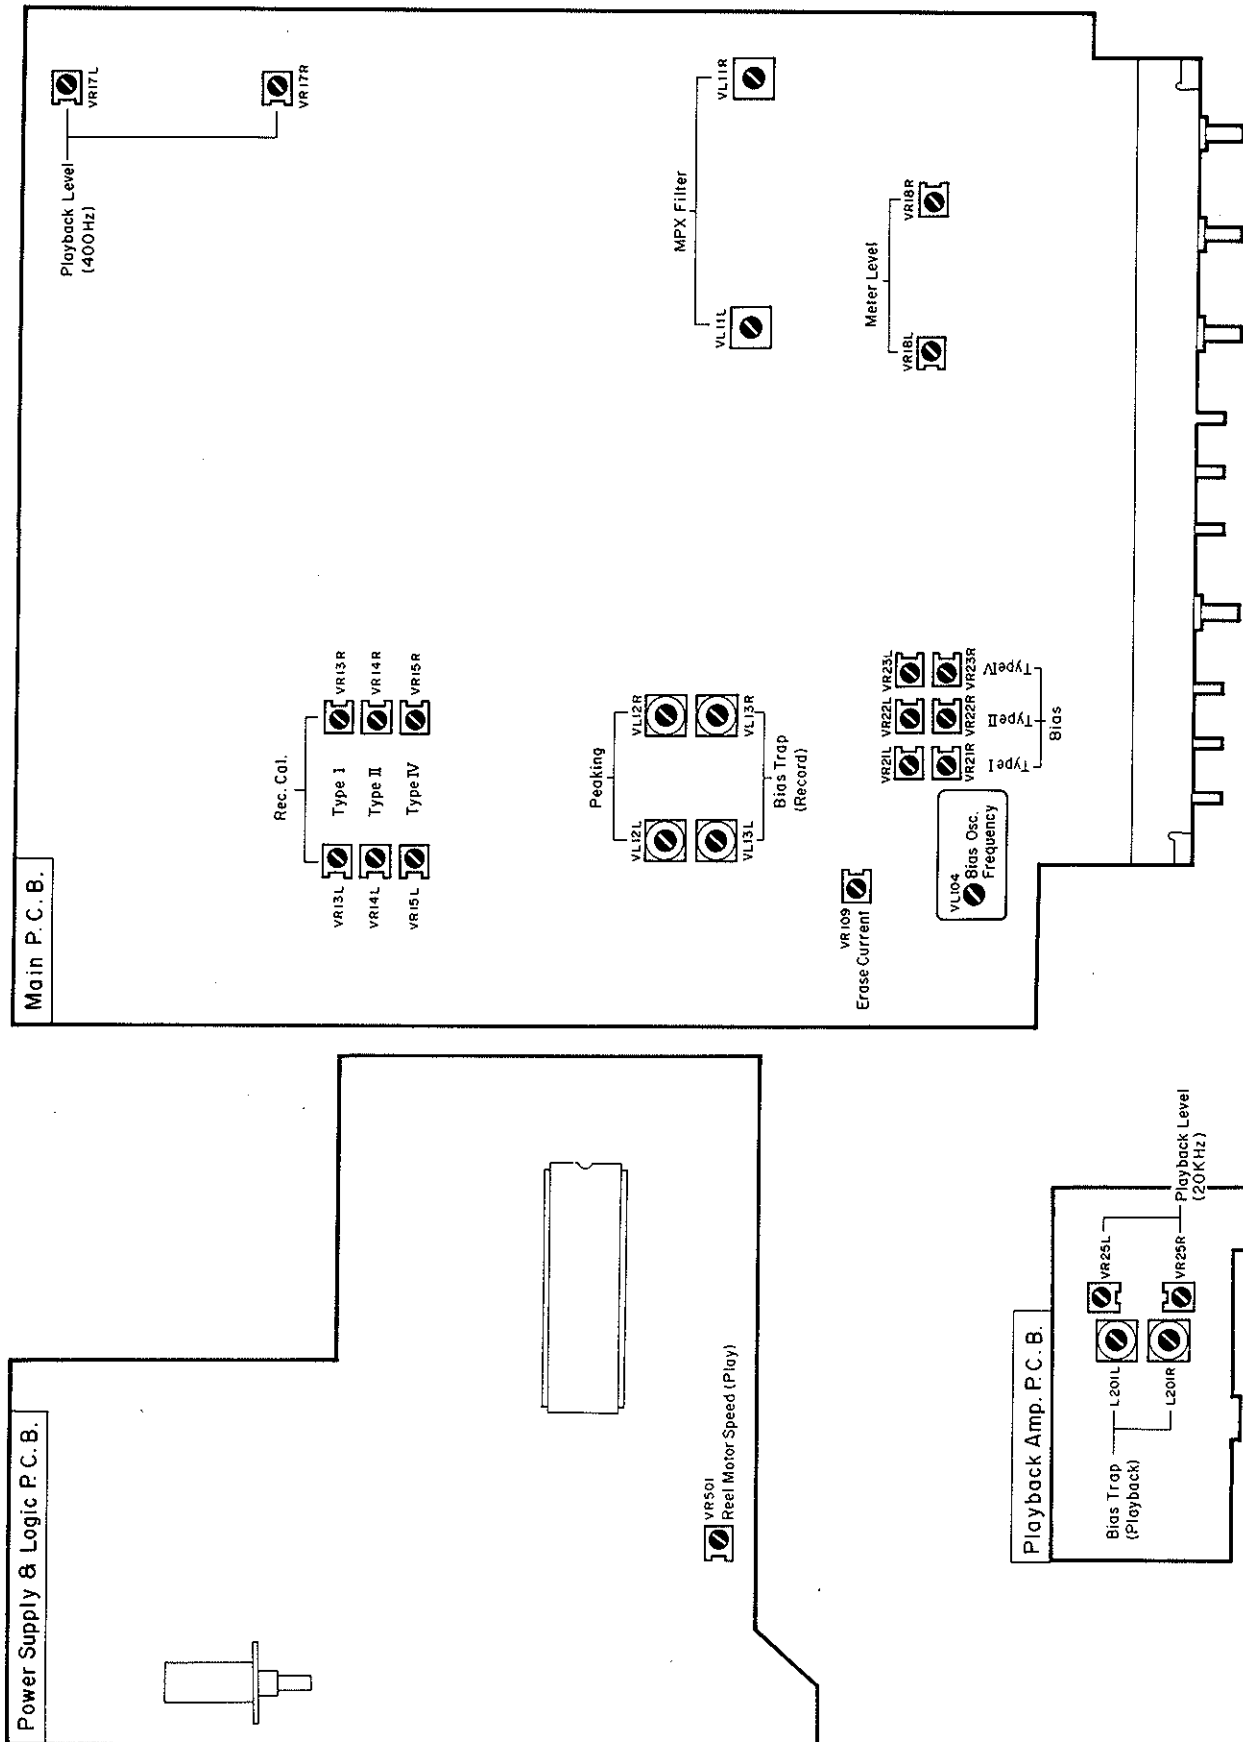 Main P. C. B.
Playback Level
(400Hz)
VR17L
VR17R
Rec. Cal.
VR13L
Type I
VR13R
VR14L
Type II
VR14R
VR15L
Type IV
VR15R
MPX Filter
VL11L
VL11R
Peaking
VL12L
VL12R
VL13L
VL13R
Bias Trap
(Record)
Meter Level
VR18L
VR18R
VR109
Erase Current
VL104
Bias Osc.
Frequency
VR21L
VR22L
VR23L
VR21R
VR22R
VR23R
Type I
Type II
Type IV
Bias
Power Supply & Logic P. C. B.
VR501
Reel Motor Speed (Play)
Playback Amp. P. C. B.
Bias Trap
(Playback)
L201L
L201R
VR25L
VR25R
Playback Level
(20KHz)